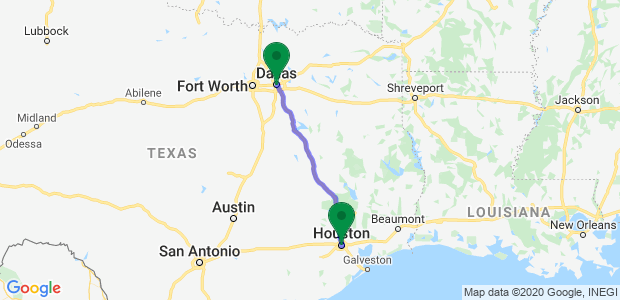 Lubbock
Dallas
Fort Worth
Abilene
Shreveport
Jackson
Midland
Odessa
TEXAS
Austin
Houston
Beaumont
LOUISIANA
New Orleans
San Antonio
Galveston
Google
Map data ©2020 Google, INEGI